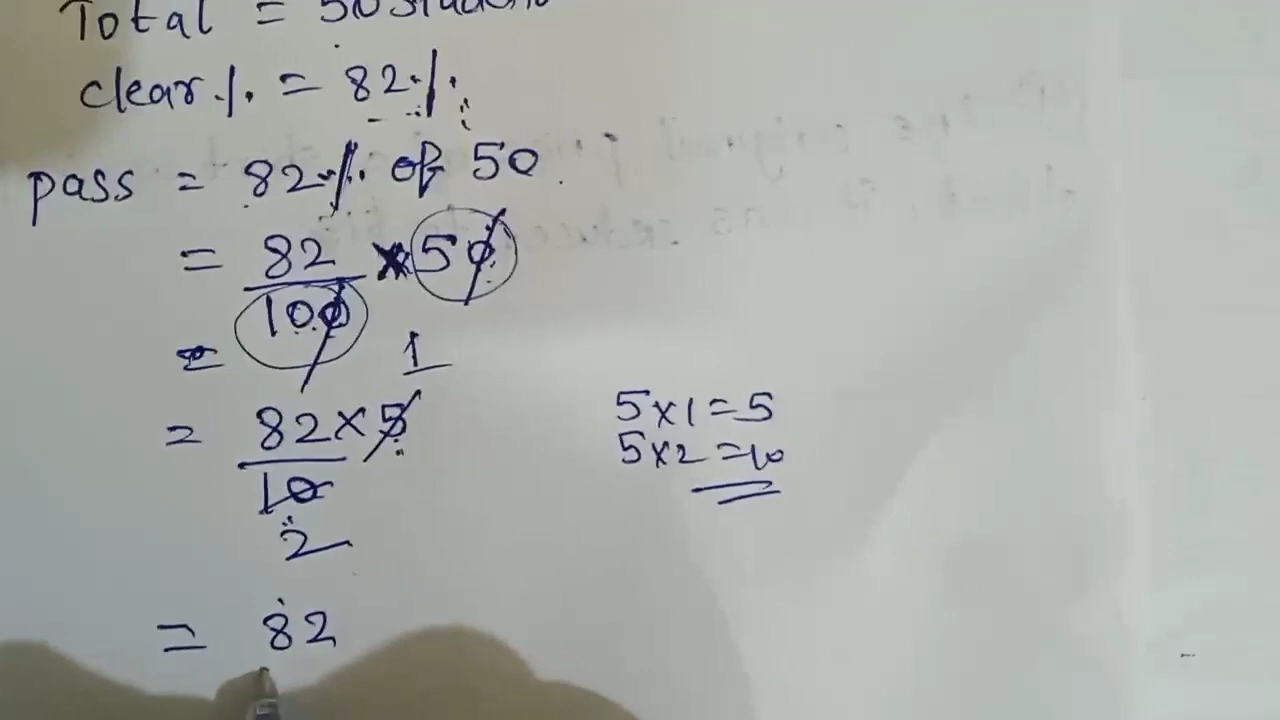 Total = 50 students
clear % = 82%
pass = 82% of 50
= 82 × 50
100
=
1
= 82 × 5
10
2
= 82
5×1=5
5×2=10